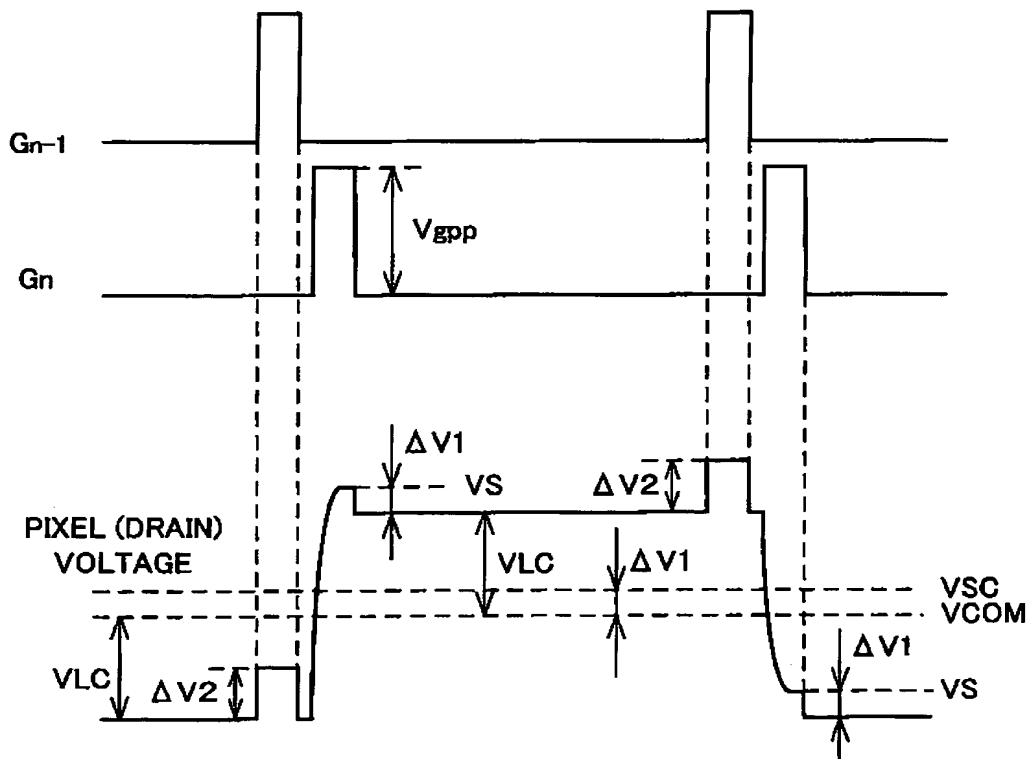 Gn-1
Vgpp
Gn
ΔV1
VS
ΔV2
PIXEL (DRAIN)
VOLTAGE
VLC
ΔV1
VSC
VCOM
ΔV1
VLC
ΔV2
VS